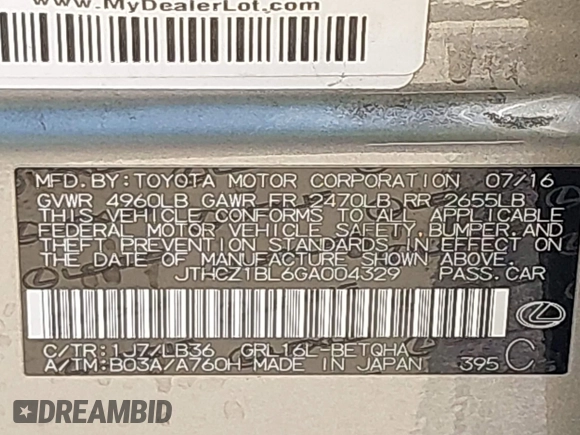 www.MyDealerLot.com
MFD.BY:TOYOTA MOTOR CORPORATION 07/16
GVWR 4960LB GAWR FR 2470LB RR 2655LB
THIS VEHICLE CONFORMS TO ALL APPLICABLE
FEDERAL MOTOR VEHICLE SAFETY,BUMPER,AND
THEFT PREVENTION STANDARDS IN EFFECT ON
THE DATE OF MANUFACTURE SHOWN ABOVE.
JTHCZ1BL6GA004329 PASS.CAR
C/TR:1J7/LB36 GRL16L-BETQHA
A/TM:B03A/A760H MADE IN JAPAN 395 C
DREAMBID